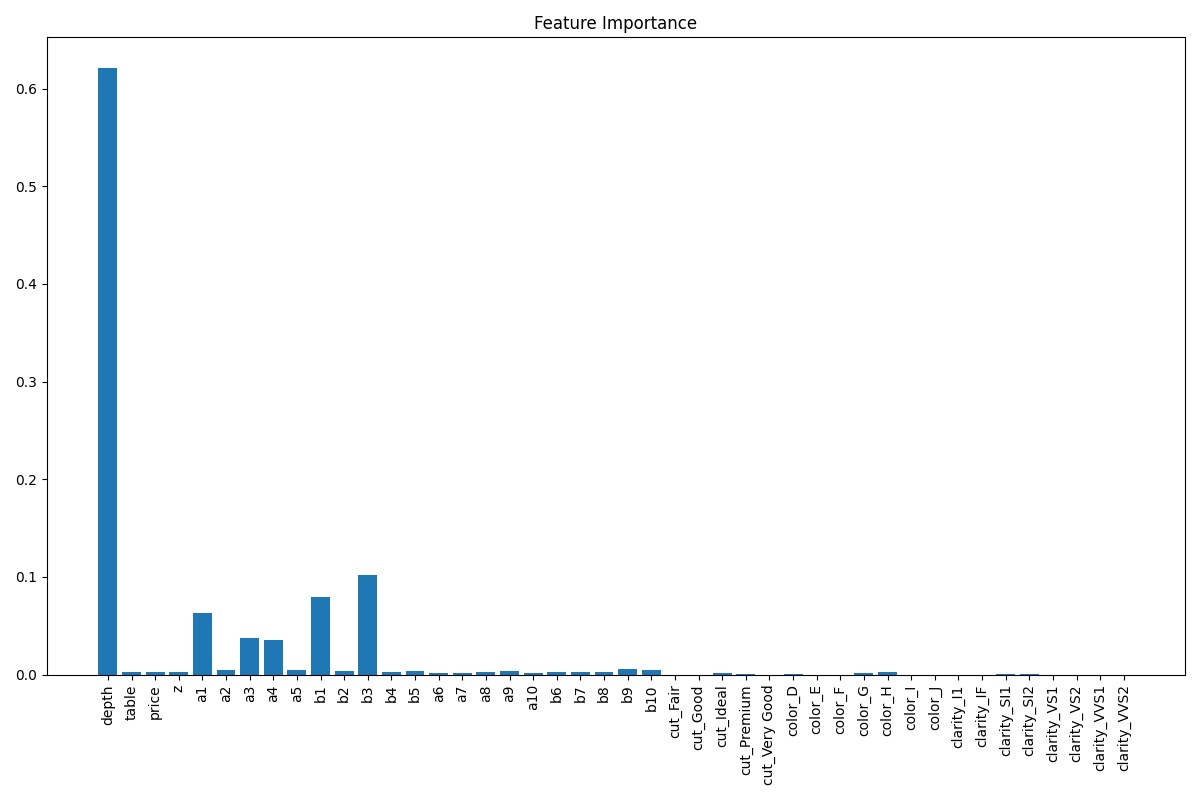 Feature Importance
0.6
0.5
0.4
0.3
0.2
0.1
0.0
depth
table
price
z
a1
a2
a3
a4
a5
b1
b2
b3
b4
b5
a6
a7
a8
a9
a10
b6
b7
b8
b9
b10
cut_Fair
cut_Good
cut_Ideal
cut_Premium
cut_Very Good
color_D
color_E
color_F
color_G
color_H
color_I
color_J
clarity_I1
clarity_IF
clarity_SI1
clarity_SI2
clarity_VS1
clarity_VS2
clarity_VVS1
clarity_VVS2